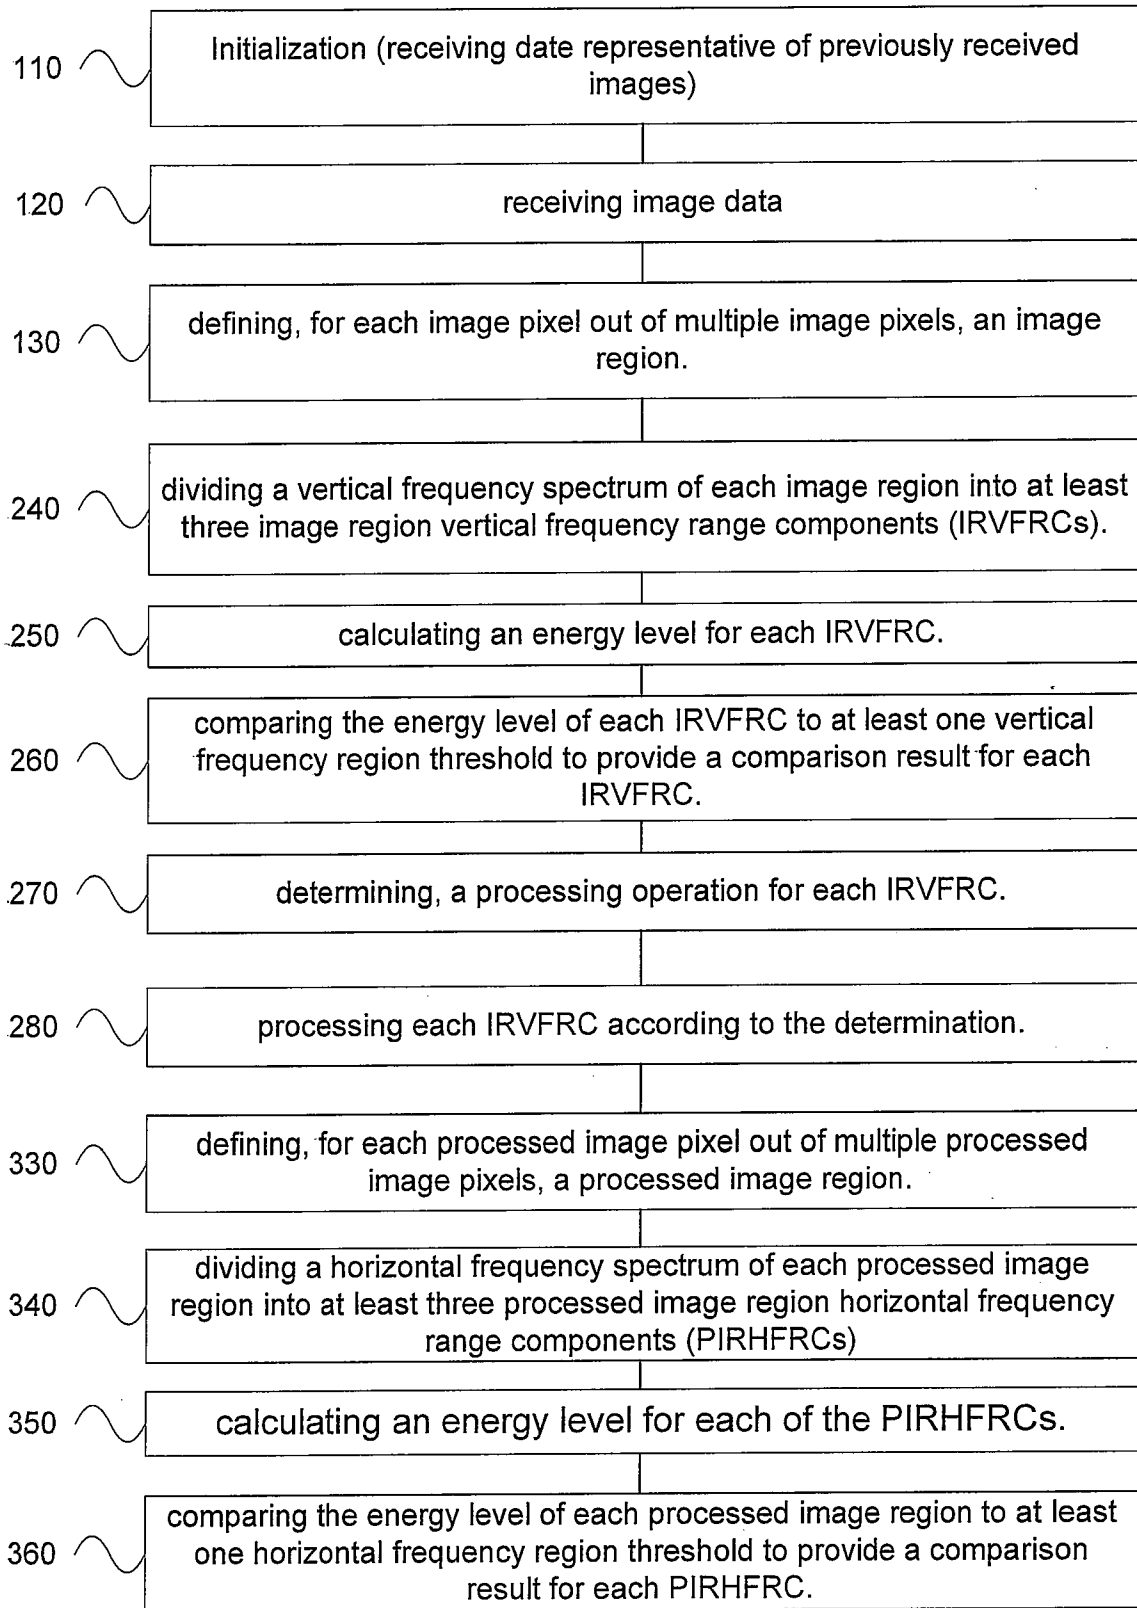 110
Initialization (receiving date representative of previously received
images)
120
receiving image data
130
defining, for each image pixel out of multiple image pixels, an image
region.
240
dividing a vertical frequency spectrum of each image region into at least
three image region vertical frequency range components (IRVFRCs).
250
calculating an energy level for each IRVFRC.
260
comparing the energy level of each IRVFRC to at least one vertical
frequency region threshold to provide a comparison result for each
IRVFRC.
270
determining, a processing operation for each IRVFRC.
280
processing each IRVFRC according to the determination.
330
defining, for each processed image pixel out of multiple processed
image pixels, a processed image region.
340
dividing a horizontal frequency spectrum of each processed image
region into at least three processed image region horizontal frequency
range components (PIRHFRCs)
350
calculating an energy level for each of the PIRHFRCs.
360
comparing the energy level of each processed image region to at least
one horizontal frequency region threshold to provide a comparison
result for each PIRHFRC.